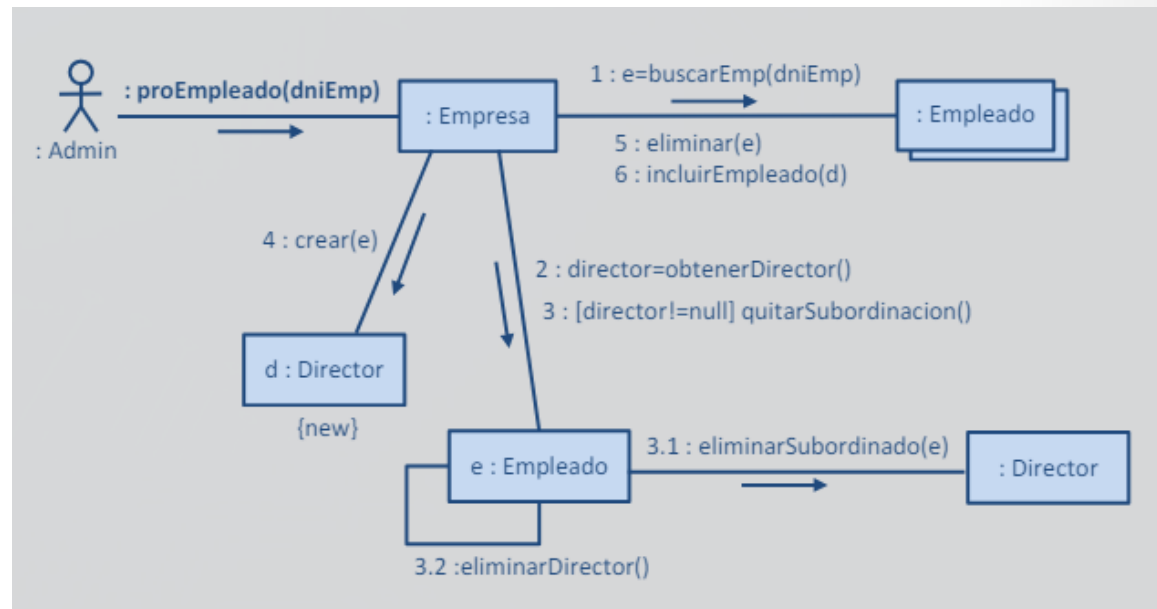 : proEmpleado(dniEmp)
: Admin
: Empresa
1 : e=buscarEmp(dniEmp)
5 : eliminar(e)
6 : incluirEmpleado(d)
: Empleado
4 : crear(e)
2 : director=obtenerDirector()
3 : [director!=null] quitarSubordinacion()
d : Director
{new}
e : Empleado
3.1 : eliminarSubordinado(e)
: Director
3.2 :eliminarDirector()